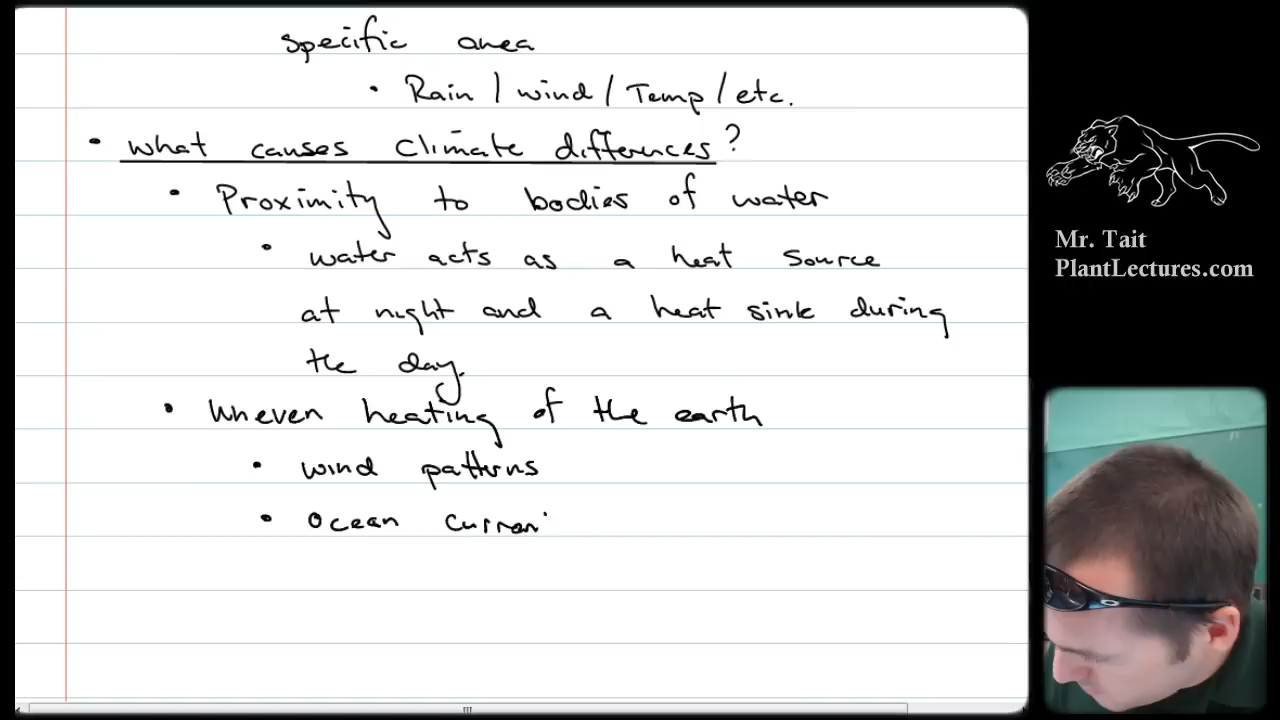 specific area
• Rain / wind / Temp / etc.
• what causes Climate differences?
• Proximity to bodies of water
• water acts as a heat source
at night and a heat sink during
the day.
• Uneven heating of the earth
• wind patterns
• Ocean Curren
Mr. Tait
PlantLectures.com